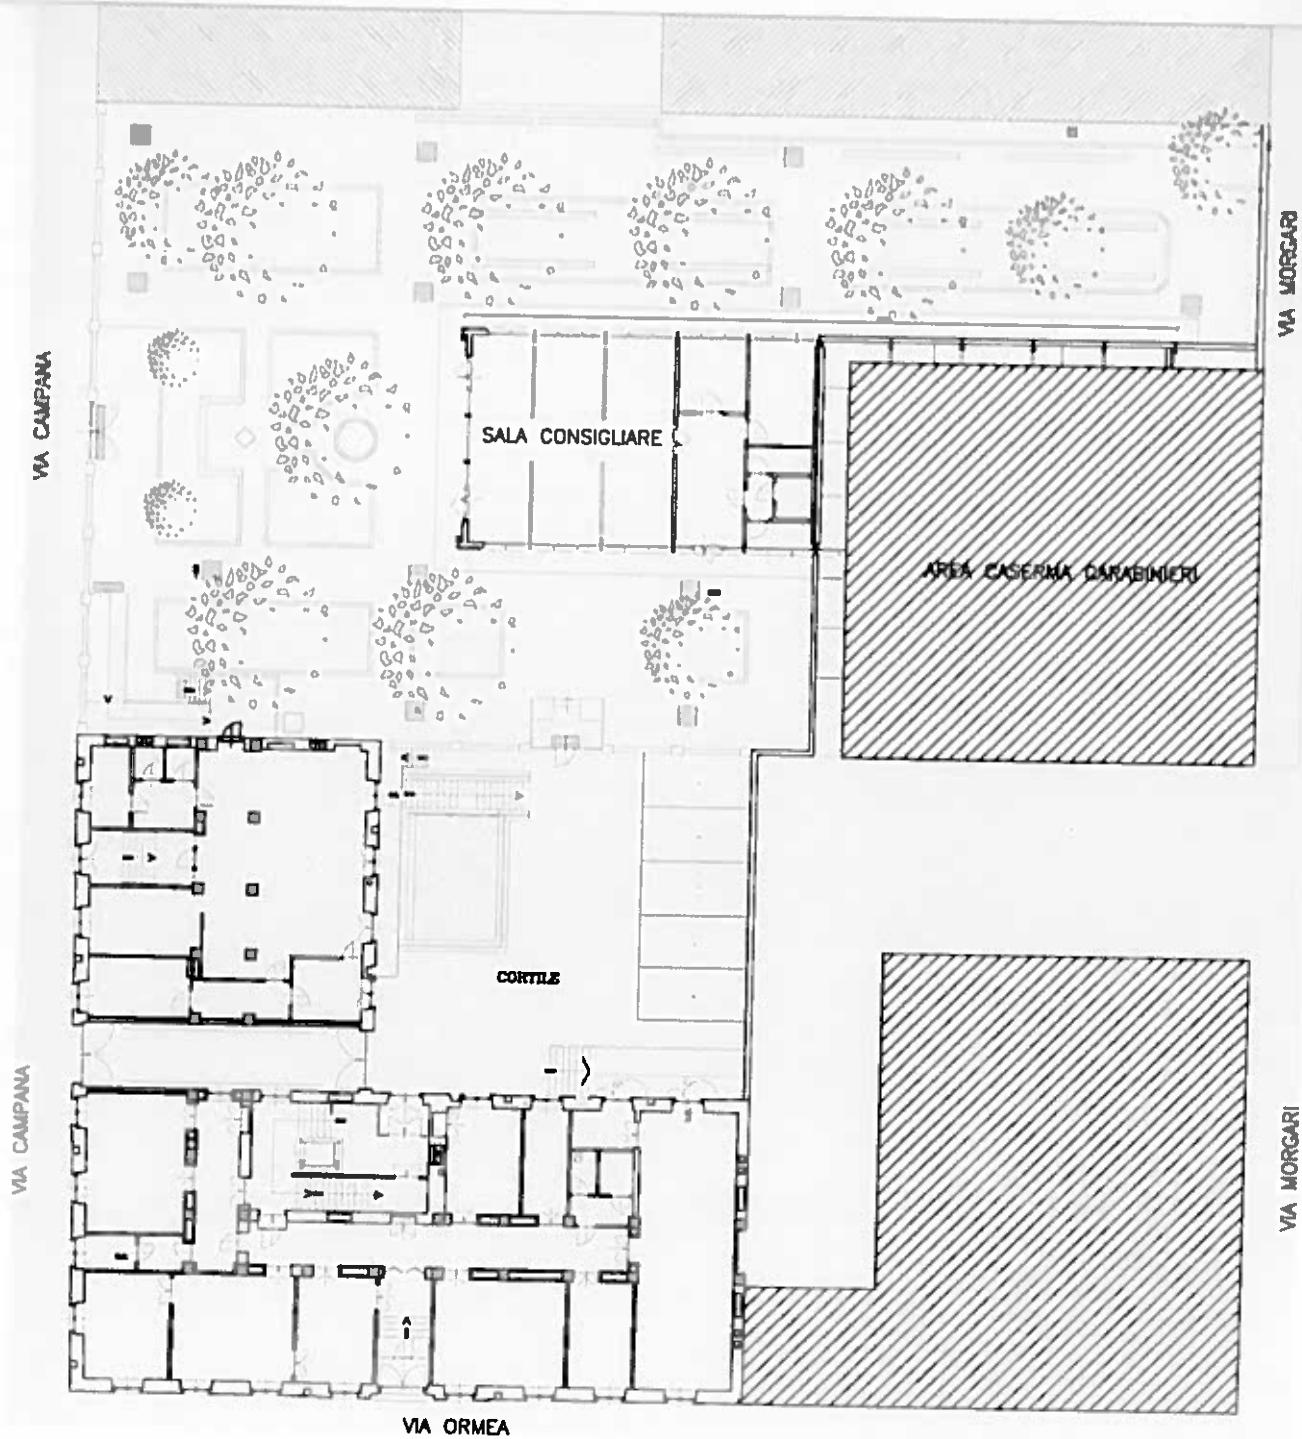 VIA MORGARI
VIA CAMPANA
SALA CONSIGLIARE
AREA CASERMA CARABINIERI
CORTILE
VIA CAMPANA
VIA MORGARI
VIA ORMEA